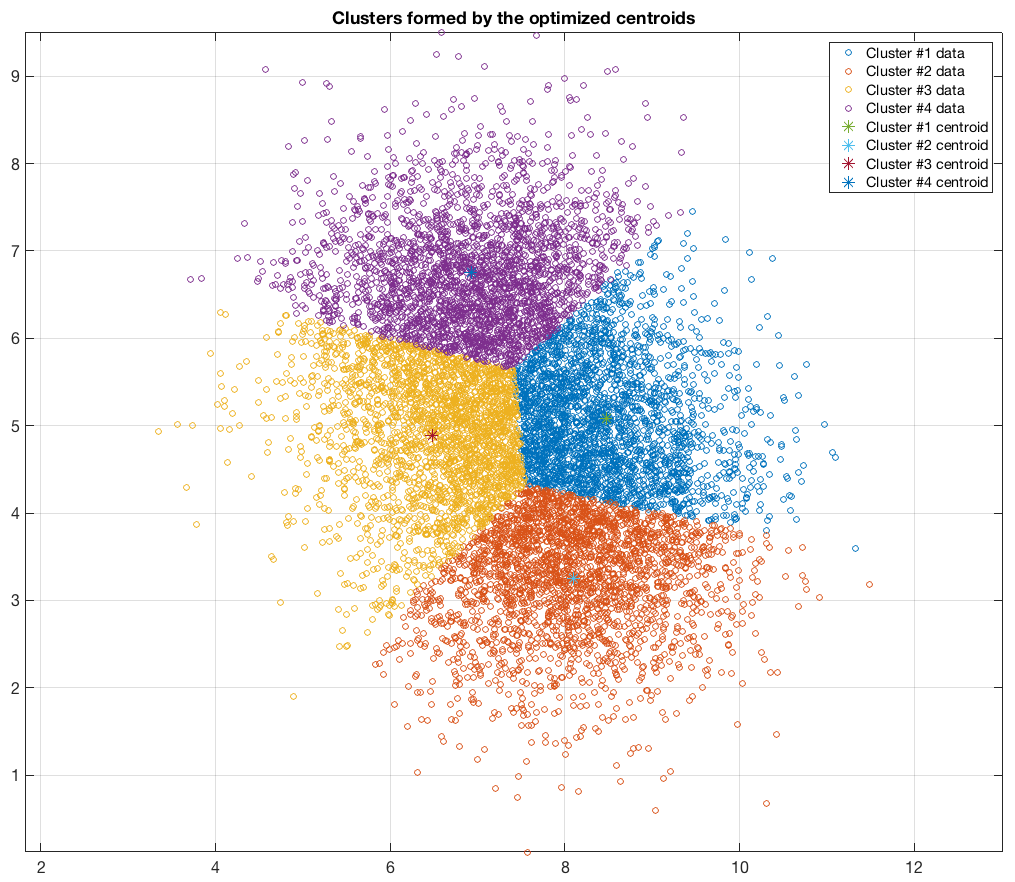 Clusters formed by the optimized centroids
Cluster #1 data
Cluster #2 data
Cluster #3 data
Cluster #4 data
Cluster #1 centroid
Cluster #2 centroid
Cluster #3 centroid
Cluster #4 centroid
9
8
7
6
5
4
3
2
1
2 4 6 8 10 12